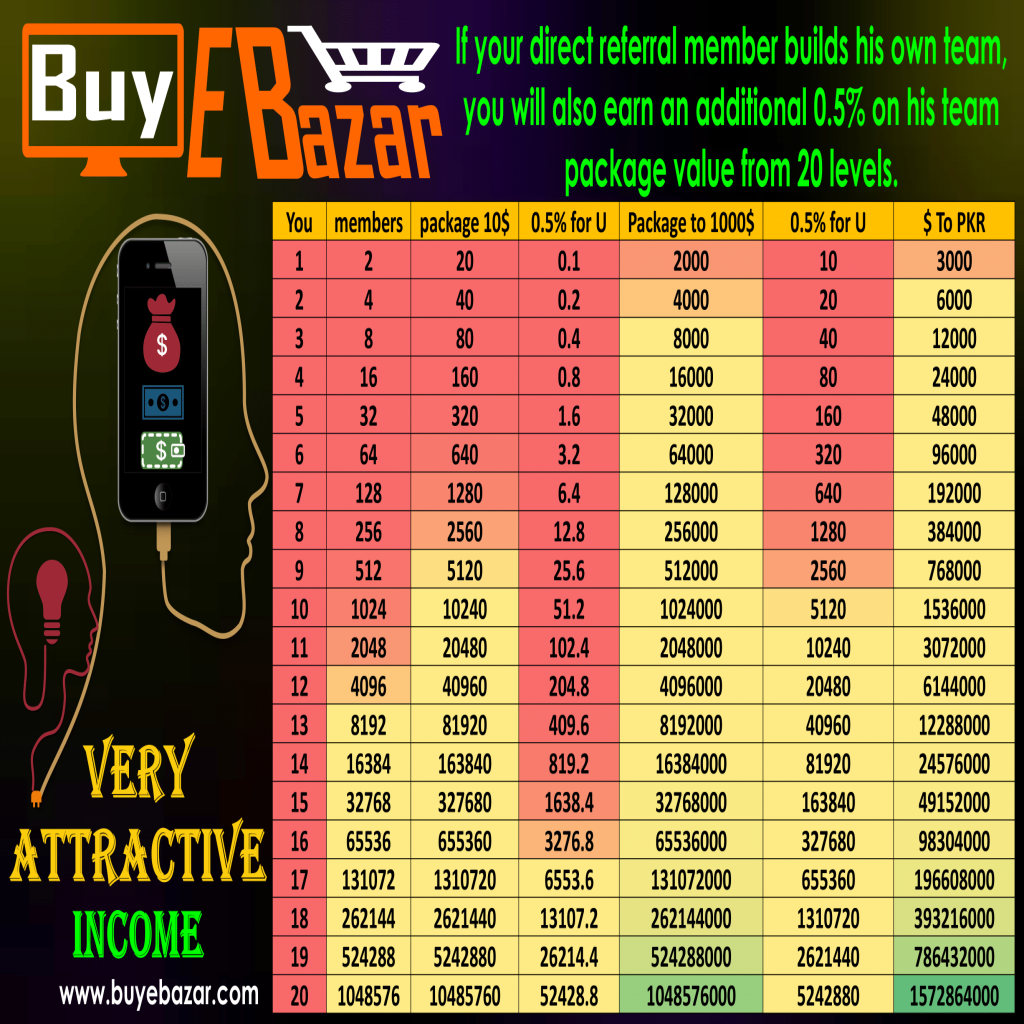 Buy E Bazar
If your direct referral member builds his own team,
you will also earn an additional 0.5% on his team
package value from 20 levels.
You members package 10$ 0.5% for U Package to 1000$ 0.5% for U $ To PKR
1 2 20 0.1 2000 10 3000
2 4 40 0.2 4000 20 6000
3 8 80 0.4 8000 40 12000
4 16 160 0.8 16000 80 24000
5 32 320 1.6 32000 160 48000
6 64 640 3.2 64000 320 96000
7 128 1280 6.4 128000 640 192000
8 256 2560 12.8 256000 1280 384000
9 512 5120 25.6 512000 2560 768000
10 1024 10240 51.2 1024000 5120 1536000
11 2048 20480 102.4 2048000 10240 3072000
12 4096 40960 204.8 4096000 20480 6144000
13 8192 81920 409.6 8192000 40960 12288000
14 16384 163840 819.2 16384000 81920 24576000
15 32768 327680 1638.4 32768000 163840 49152000
16 65536 655360 3276.8 65536000 327680 98304000
17 131072 1310720 6553.6 131072000 655360 196608000
18 262144 2621440 13107.2 262144000 1310720 393216000
19 524288 5242880 26214.4 524288000 2621440 786432000
20 1048576 10485760 52428.8 1048576000 5242880 1572864000
$
$
$
VERY
ATTRACTIVE
INCOME
www.buyebazar.com